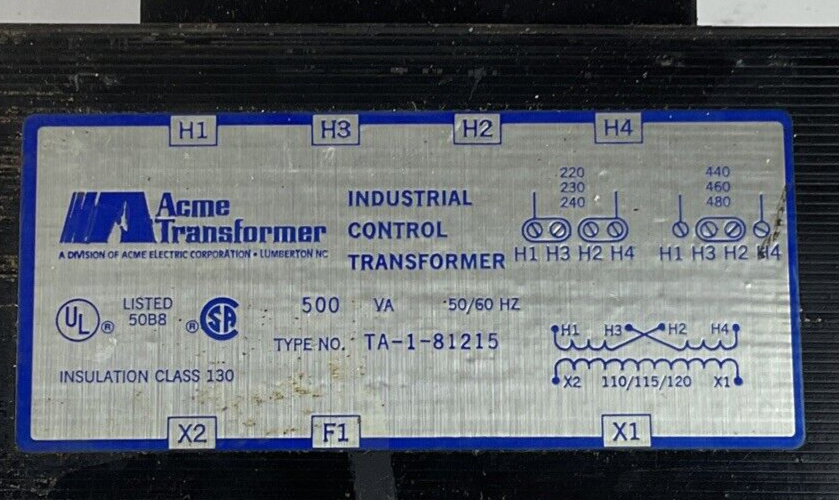 H1 H3 H2 H4
Acme
Transformer
A DIVISION OF ACME ELECTRIC CORPORATION • LUMBERTON NC
INDUSTRIAL
CONTROL
TRANSFORMER
220
230
240
H1 H3 H2 H4
440
460
480
H1 H3 H2 H4
UL ®
LISTED
50B8
® SA
500 VA 50/60 HZ
TYPE NO. TA-1-81215
INSULATION CLASS 130
H1 H3 H2 H4
X2 110/115/120 X1
X2 F1 X1